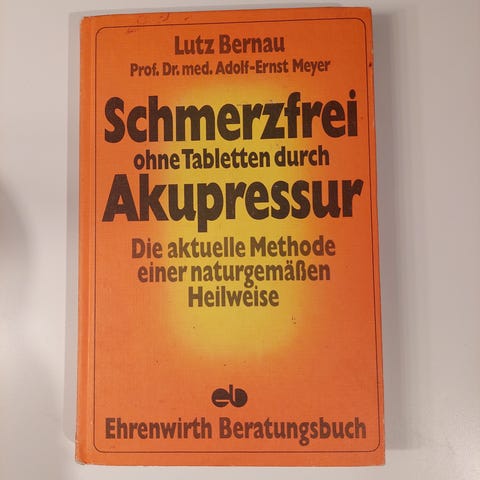 Lutz Bernau
Prof. Dr. med. Adolf-Ernst Meyer
Schmerzfrei
ohne Tabletten durch
Akupressur
Die aktuelle Methode
einer naturgemäßen
Heilweise
eb
Ehrenwirth Beratungsbuch